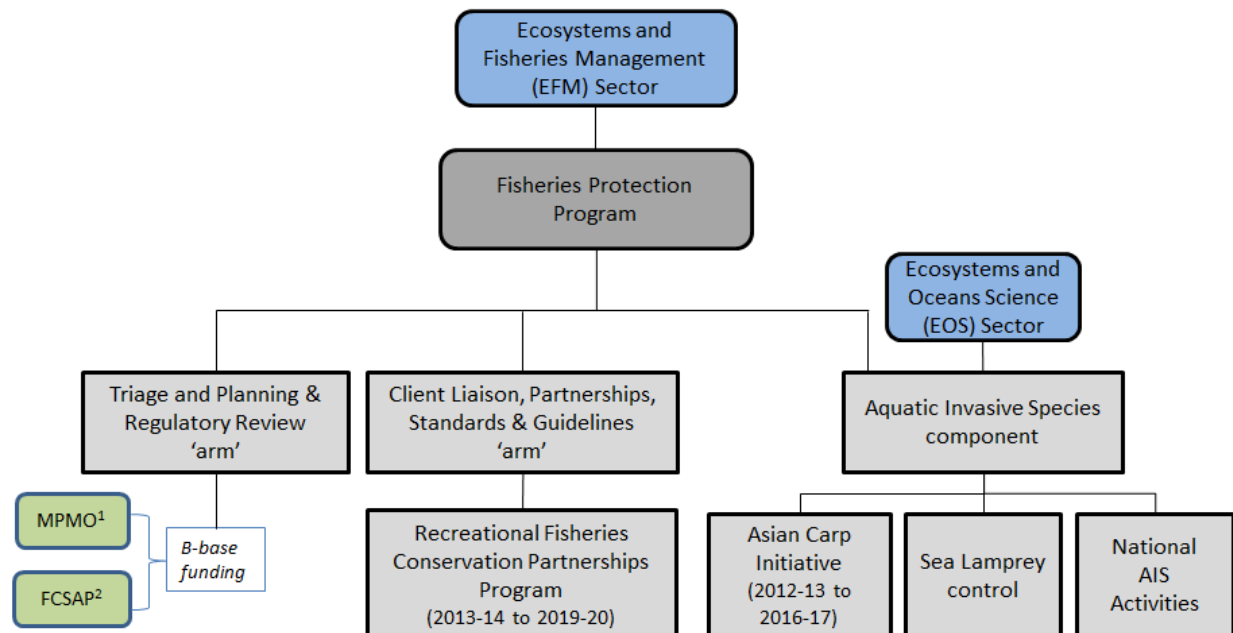 Ecosystems and
Fisheries Management
(EFM) Sector
Fisheries Protection
Program
Ecosystems and
Oceans Science
(EOS) Sector
Triage and Planning &
Regulatory Review
‘arm’
Client Liaison, Partnerships,
Standards & Guidelines
‘arm’
Aquatic Invasive Species
component
MPMO¹
FCSAP²
B-base
funding
Recreational Fisheries
Conservation Partnerships
Program
(2013-14 to 2019-20)
Asian Carp
Initiative
(2012-13 to
2016-17)
Sea Lamprey
control
National
AIS
Activities